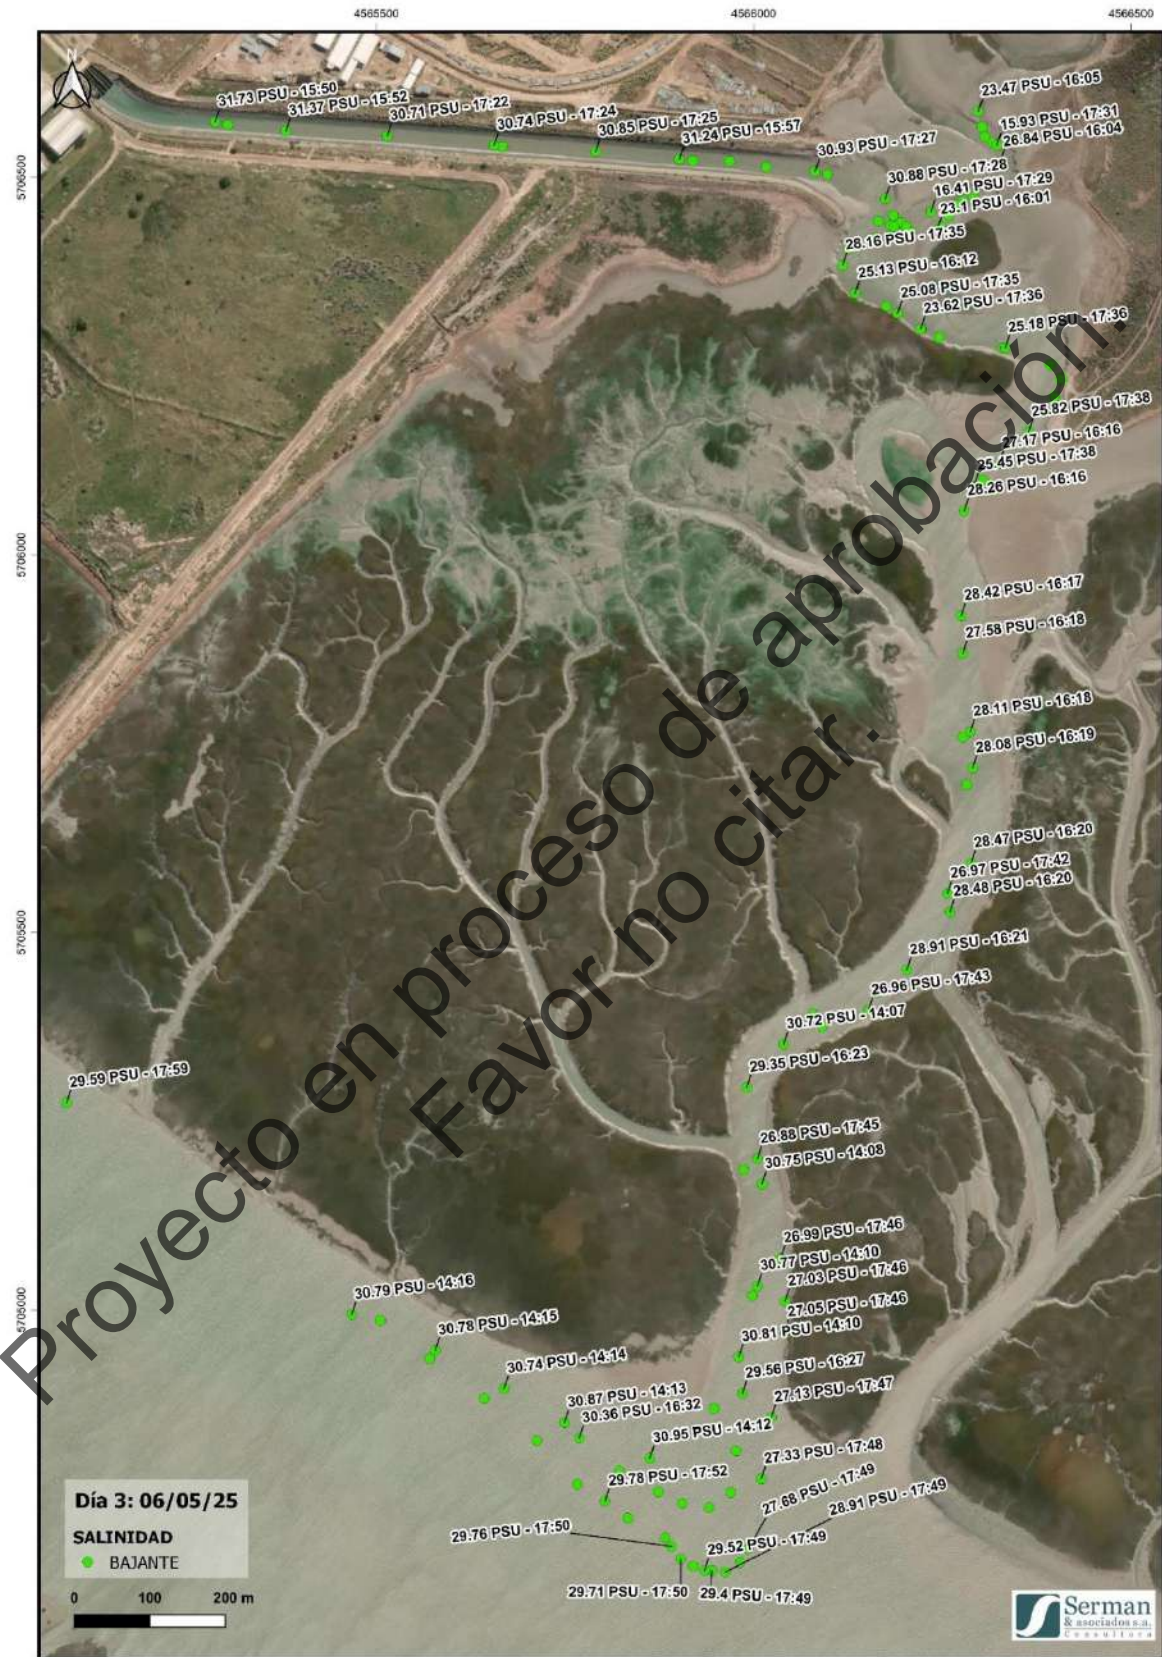 4565500
4566000
4566500
N
31.73 PSU - 15:50
31.37 PSU - 15:52
30.71 PSU - 17:22
30.74 PSU - 17:24
30.85 PSU - 17:25
31.24 PSU - 15:57
30.93 PSU - 17:27
23.47 PSU - 16:05
15.93 PSU - 17:31
26.84 PSU - 16:04
5706500
30.88 PSU - 17:28
16.41 PSU - 17:29
23.1 PSU - 16:01
28.16 PSU - 17:35
25.13 PSU - 16:12
25.08 PSU - 17:35
23.62 PSU - 17:36
25.18 PSU - 17:36
25.82 PSU - 17:38
27.17 PSU - 16:16
25.45 PSU - 17:38
28.26 PSU - 16:16
5706000
28.42 PSU - 16:17
27.58 PSU - 16:18
28.11 PSU - 16:18
28.08 PSU - 16:19
28.47 PSU - 16:20
26.97 PSU - 17:42
28.48 PSU - 16:20
5705500
28.91 PSU - 16:21
26.96 PSU - 17:43
30.72 PSU - 14:07
29.35 PSU - 16:23
29.59 PSU - 17:59
26.88 PSU - 17:45
30.75 PSU - 14:08
26.99 PSU - 17:46
30.77 PSU - 14:10
27.03 PSU - 17:46
27.05 PSU - 17:46
5705000
30.79 PSU - 14:16
30.78 PSU - 14:15
30.81 PSU - 14:10
30.74 PSU - 14:14
29.56 PSU - 16:27
30.87 PSU - 14:13
30.36 PSU - 16:32
27.13 PSU - 17:47
30.95 PSU - 14:12
29.78 PSU - 17:52
27.33 PSU - 17:48
27.68 PSU - 17:49
28.91 PSU - 17:49
29.76 PSU - 17:50
29.52 PSU - 17:49
29.71 PSU - 17:50
29.4 PSU - 17:49
Proyecto en proceso de aprobación.
Favor no citar.
Día 3: 06/05/25
SALINIDAD
BAJANTE
0 100 200 m
Serman
& asociados s.a.
Consultora